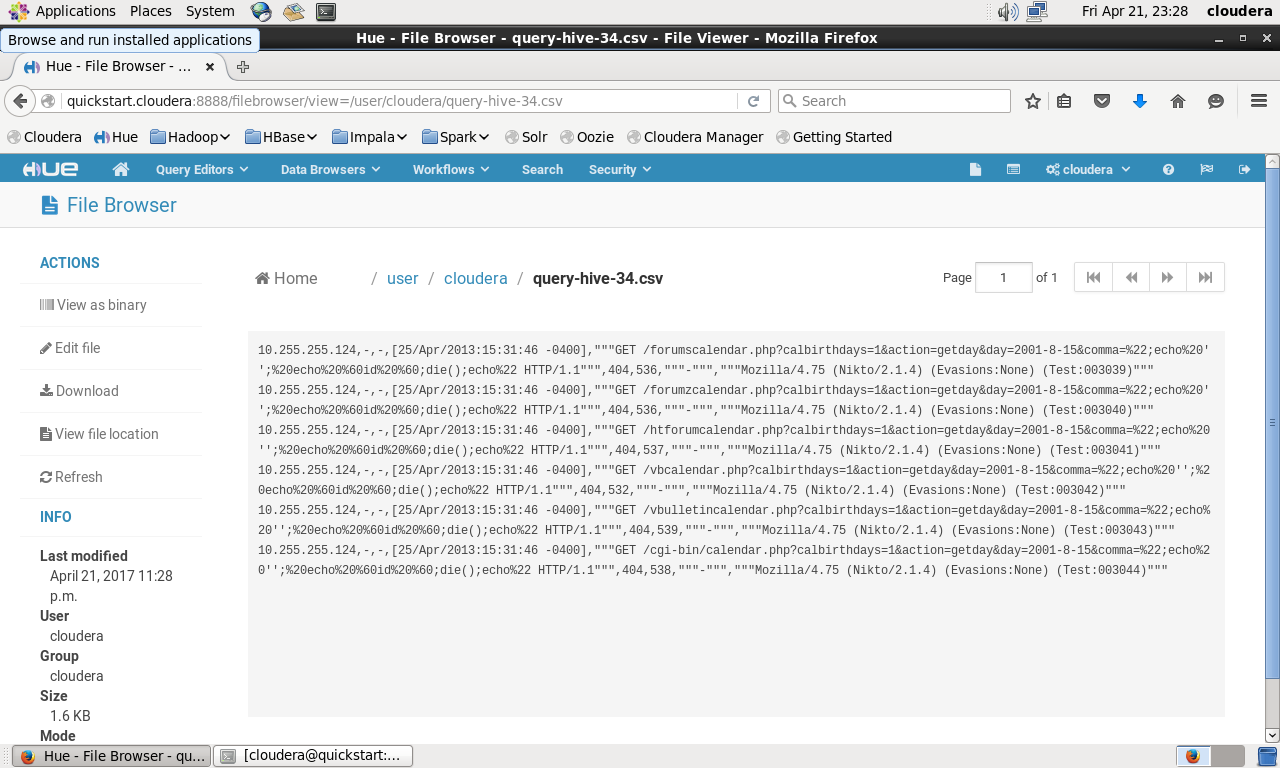 Applications Places System
Fri Apr 21, 23:28 cloudera
Browse and run installed applications
Hue - File Browser - query-hive-34.csv - File Viewer - Mozilla Firefox
Hue - File Browser - ...
quickstart.cloudera:8888/filebrowser/view=/user/cloudera/query-hive-34.csv
Search
Cloudera Hue Hadoop HBase Impala Spark Solr Oozie Cloudera Manager Getting Started
HUE Query Editors Data Browsers Workflows Search Security cloudera
File Browser
ACTIONS
View as binary
Edit file
Download
View file location
Refresh
INFO
Last modified
April 21, 2017 11:28
p.m.
User
cloudera
Group
cloudera
Size
1.6 KB
Mode
Home / user / cloudera / query-hive-34.csv
Page 1 of 1
10.255.255.124,-,-,[25/Apr/2013:15:31:46 -0400],"""GET /forumscalendar.php?calbirthdays=1&action=getday&day=2001-8-15&comma=%22;echo%20'
';%20echo%20%60id%20%60;die();echo%22 HTTP/1.1""",404,536,"""-""","""Mozilla/4.75 (Nikto/2.1.4) (Evasions:None) (Test:003039)"""
10.255.255.124,-,-,[25/Apr/2013:15:31:46 -0400],"""GET /forumzcalendar.php?calbirthdays=1&action=getday&day=2001-8-15&comma=%22;echo%20'
';%20echo%20%60id%20%60;die();echo%22 HTTP/1.1""",404,536,"""-""","""Mozilla/4.75 (Nikto/2.1.4) (Evasions:None) (Test:003040)"""
10.255.255.124,-,-,[25/Apr/2013:15:31:46 -0400],"""GET /htforumcalendar.php?calbirthdays=1&action=getday&day=2001-8-15&comma=%22;echo%20
'';%20echo%20%60id%20%60;die();echo%22 HTTP/1.1""",404,537,"""-""","""Mozilla/4.75 (Nikto/2.1.4) (Evasions:None) (Test:003041)"""
10.255.255.124,-,-,[25/Apr/2013:15:31:46 -0400],"""GET /vbcalendar.php?calbirthdays=1&action=getday&day=2001-8-15&comma=%22;echo%20'';%2
0echo%20%60id%20%60;die();echo%22 HTTP/1.1""",404,532,"""-""","""Mozilla/4.75 (Nikto/2.1.4) (Evasions:None) (Test:003042)"""
10.255.255.124,-,-,[25/Apr/2013:15:31:46 -0400],"""GET /vbulletincalendar.php?calbirthdays=1&action=getday&day=2001-8-15&comma=%22;echo%
20'';%20echo%20%60id%20%60;die();echo%22 HTTP/1.1""",404,539,"""-""","""Mozilla/4.75 (Nikto/2.1.4) (Evasions:None) (Test:003043)"""
10.255.255.124,-,-,[25/Apr/2013:15:31:46 -0400],"""GET /cgi-bin/calendar.php?calbirthdays=1&action=getday&day=2001-8-15&comma=%22;echo%2
0'';%20echo%20%60id%20%60;die();echo%22 HTTP/1.1""",404,538,"""-""","""Mozilla/4.75 (Nikto/2.1.4) (Evasions:None) (Test:003044)"""
Hue - File Browser - qu... [cloudera@quickstart:...